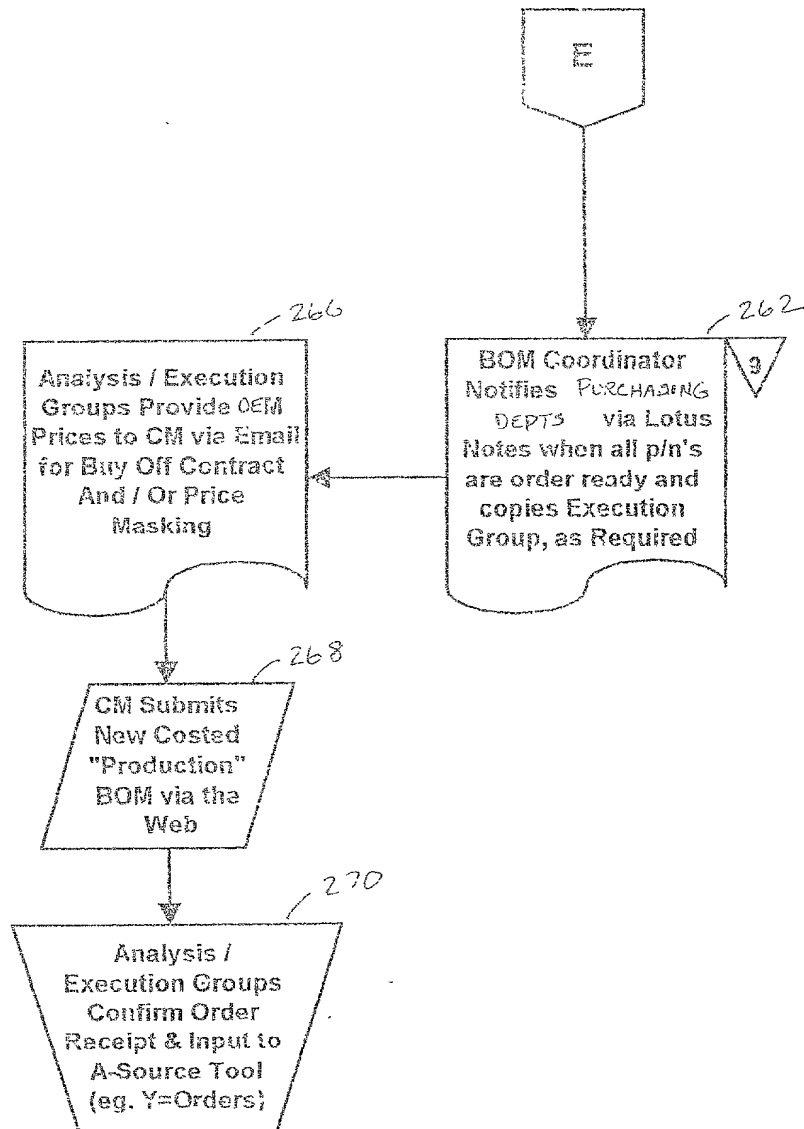 E
262
9
BOM Coordinator
Notifies PURCHASING
DEPTS via Lotus
Notes when all p/n's
are order ready and
copies Execution
Group, as Required
266
Analysis / Execution
Groups Provide OEM
Prices to CM via Email
for Buy Off Contract
And / Or Price
Masking
268
CM Submits
New Costed
"Production"
BOM via the
Web
270
Analysis /
Execution Groups
Confirm Order
Receipt & Input to
A-Source Tool
(eg. Y=Orders)